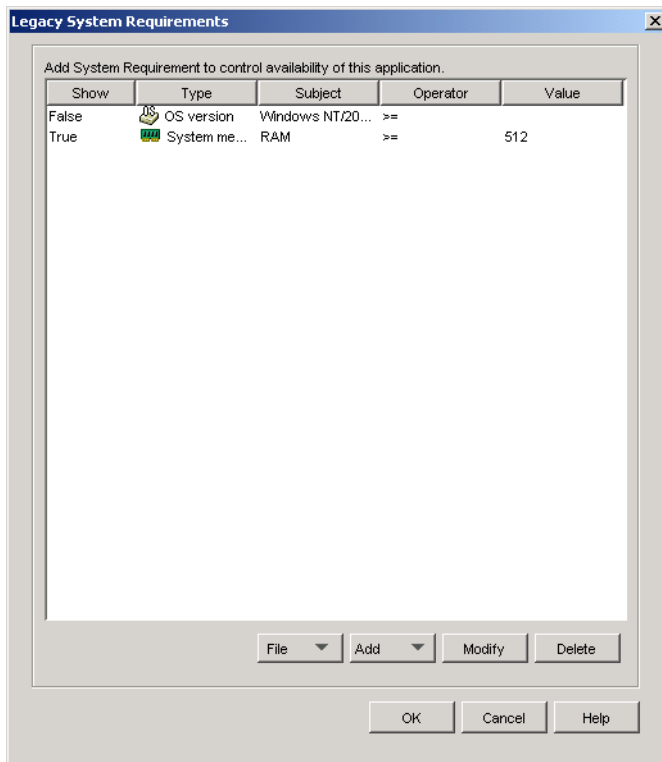 Legacy System Requirements
Add System Requirement to control availability of this application.
Show Type Subject Operator Value
False OS version Windows NT/20... >=
True System me... RAM >= 512
File Add Modify Delete
OK Cancel Help